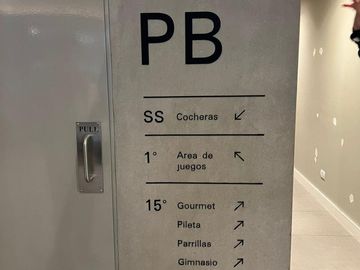 PB
PULL
SS Cocheras ↙
1° Area de
juegos ↖
15° Gourmet ↗
Pileta ↗
Parrillas ↗
Gimnasio ↗